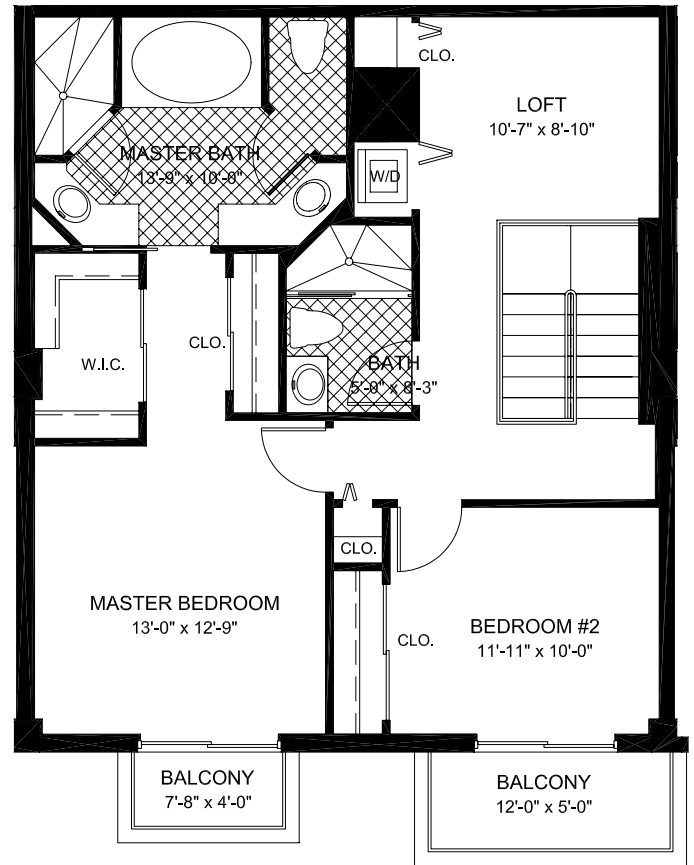 CLO.
LOFT
10'-7" x 8'-10"
MASTER BATH
13'-9" x 10'-0"
W/D
CLO.
W.I.C.
BATH
5'-0" x 8'-3"
CLO.
MASTER BEDROOM
13'-0" x 12'-9"
CLO.
BEDROOM #2
11'-11" x 10'-0"
BALCONY
7'-8" x 4'-0"
BALCONY
12'-0" x 5'-0"